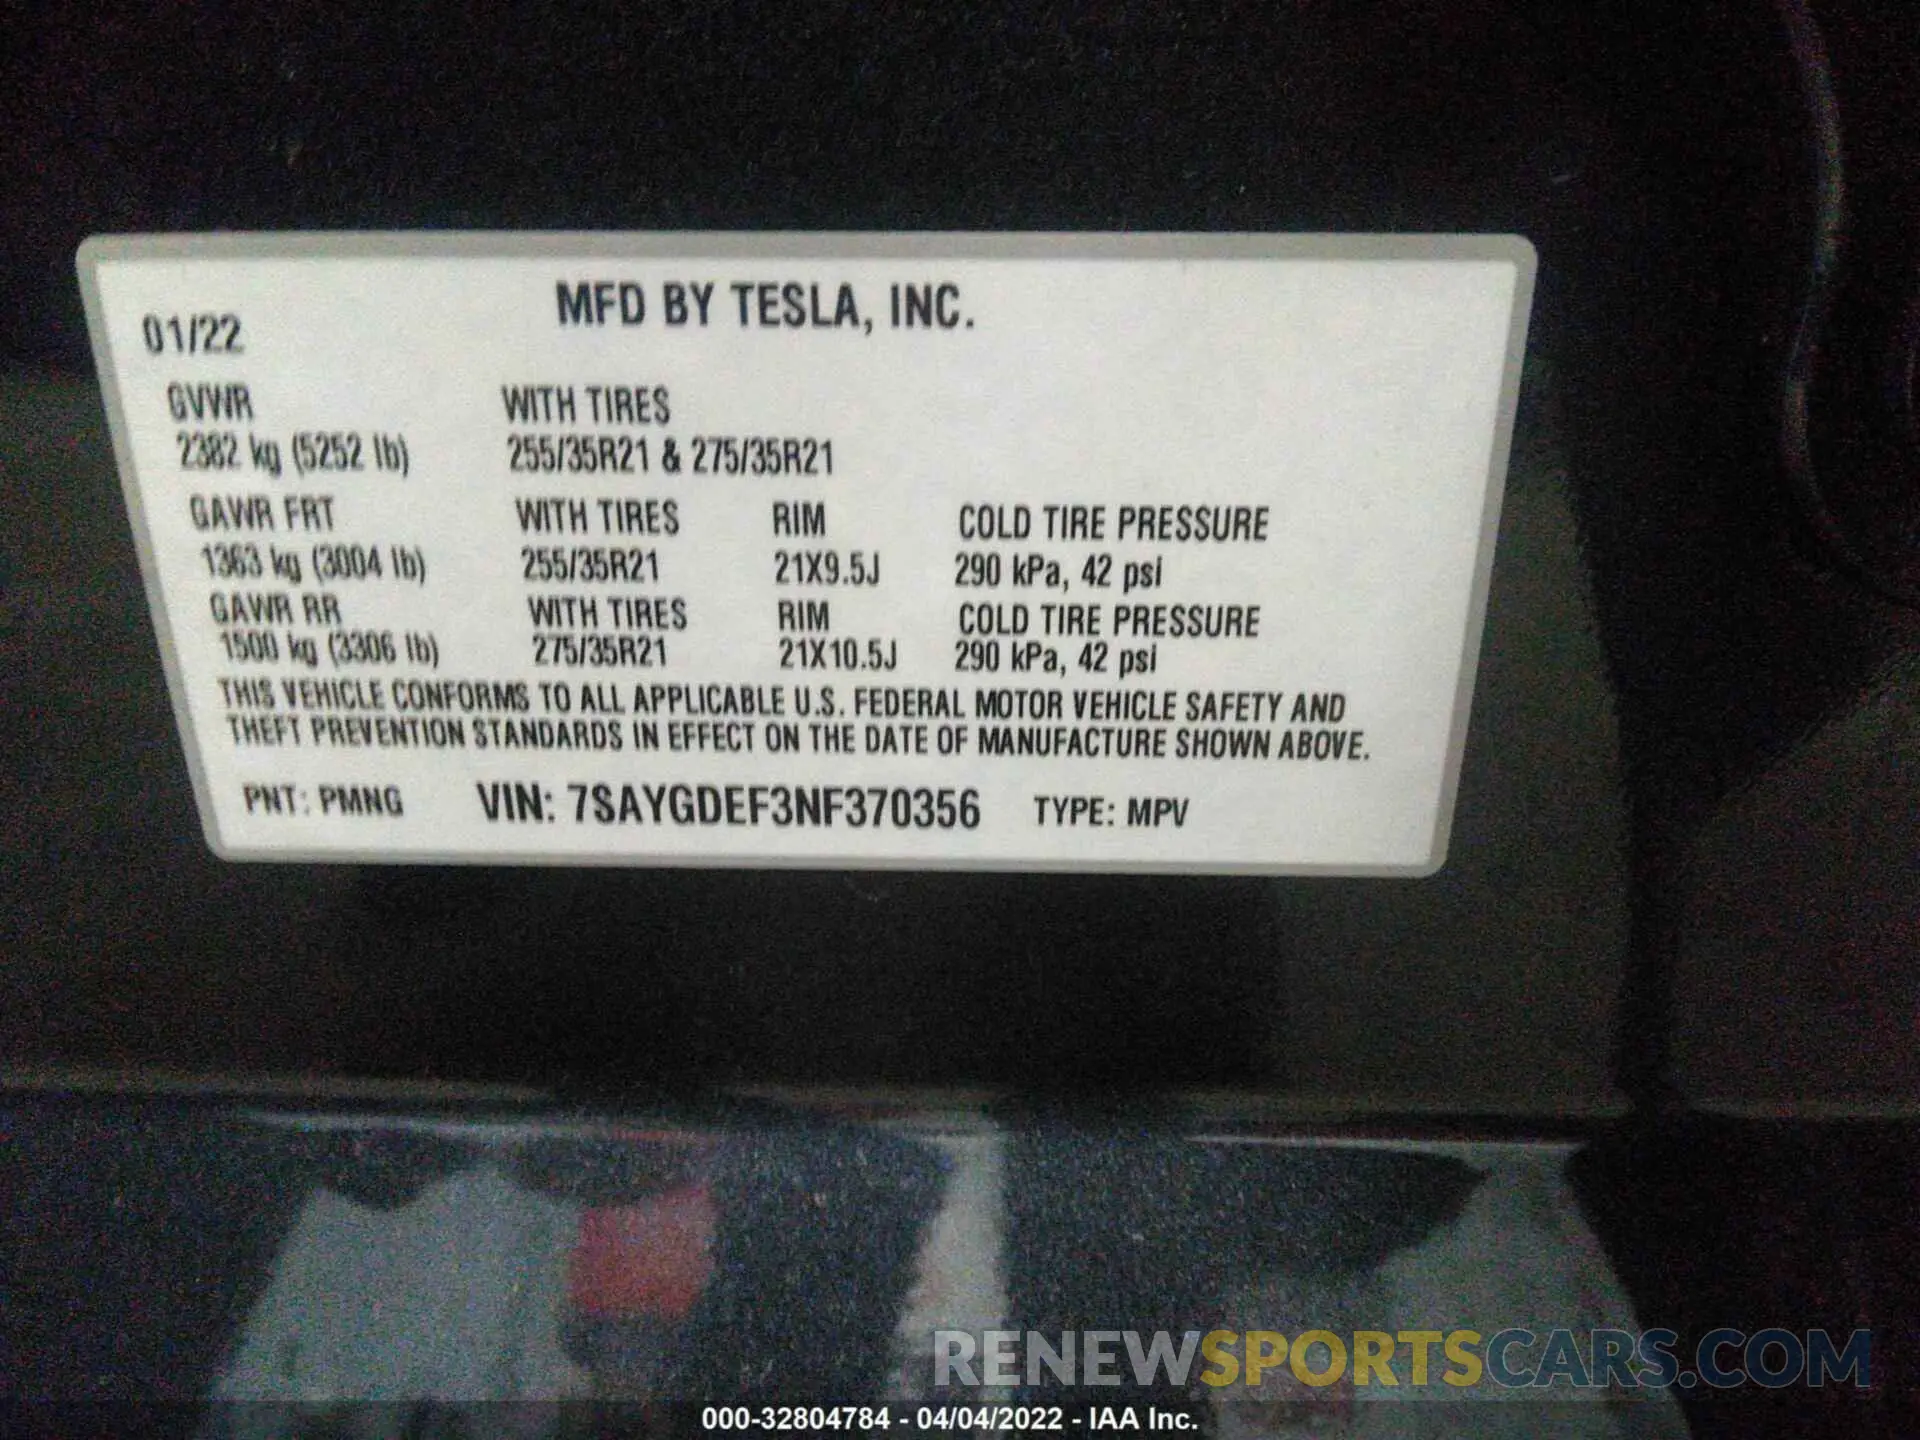 MFD BY TESLA, INC.
01/22
GVWR WITH TIRES
2382 kg (5252 lb) 255/35R21 & 275/35R21
GAWR FRT WITH TIRES RIM COLD TIRE PRESSURE
1363 kg (3004 lb) 255/35R21 21X9.5J 290 kPa, 42 psi
GAWR RR WITH TIRES RIM COLD TIRE PRESSURE
1500 kg (3306 lb) 275/35R21 21X10.5J 290 kPa, 42 psi
THIS VEHICLE CONFORMS TO ALL APPLICABLE U.S. FEDERAL MOTOR VEHICLE SAFETY AND
THEFT PREVENTION STANDARDS IN EFFECT ON THE DATE OF MANUFACTURE SHOWN ABOVE.
PNT: PMNG VIN: 7SAYGDEF3NF370356 TYPE: MPV
RENEWSPORTSCARS.COM
000-32804784 - 04/04/2022 - IAA Inc.